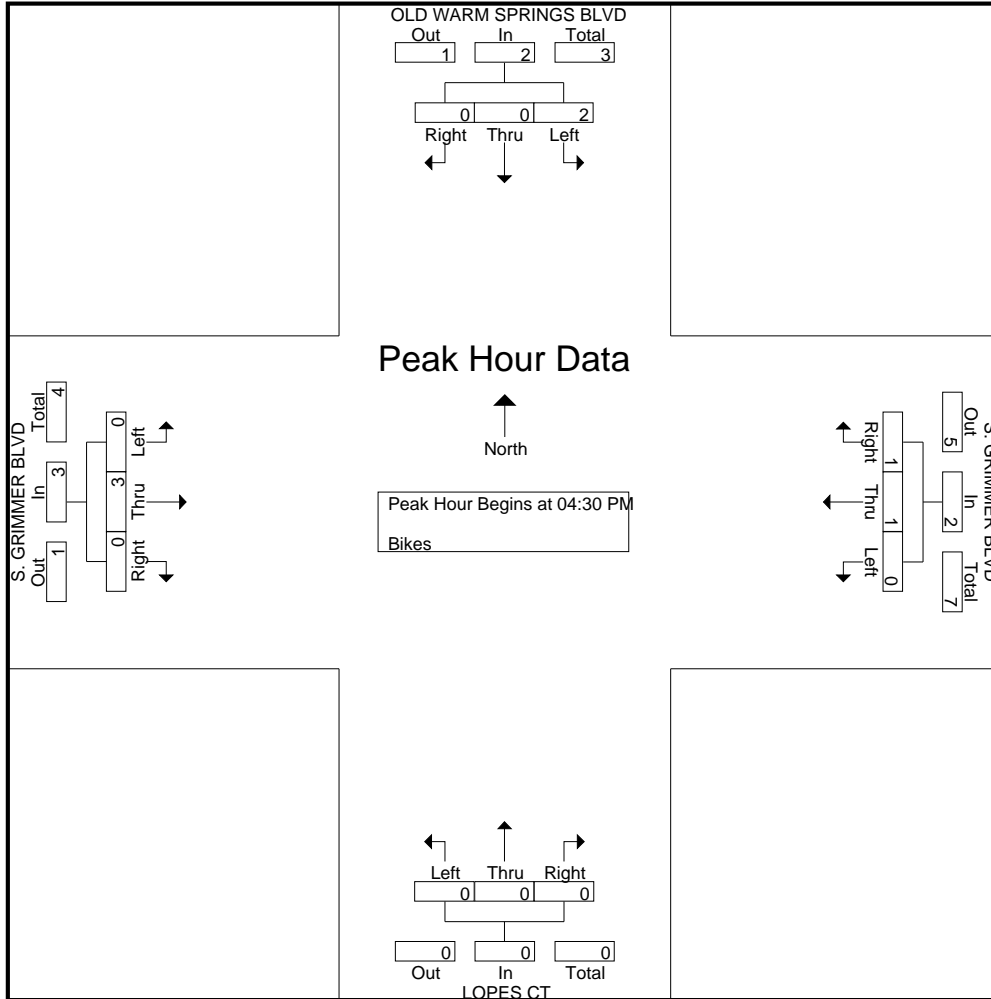 OLD WARM SPRINGS BLVD
Out In Total
1 2 3
0 0 2
Right Thru Left
Peak Hour Data
North
Peak Hour Begins at 04:30 PM
Bikes
S. GRIMMER BLVD
Out In Total
1 3 4
0 3 0
Right Thru Left
S. GRIMMER BLVD
Out In Total
5 2 7
1 1 0
Right Thru Left
Left Thru Right
0 0 0
0 0 0
Out In Total
LOPES CT